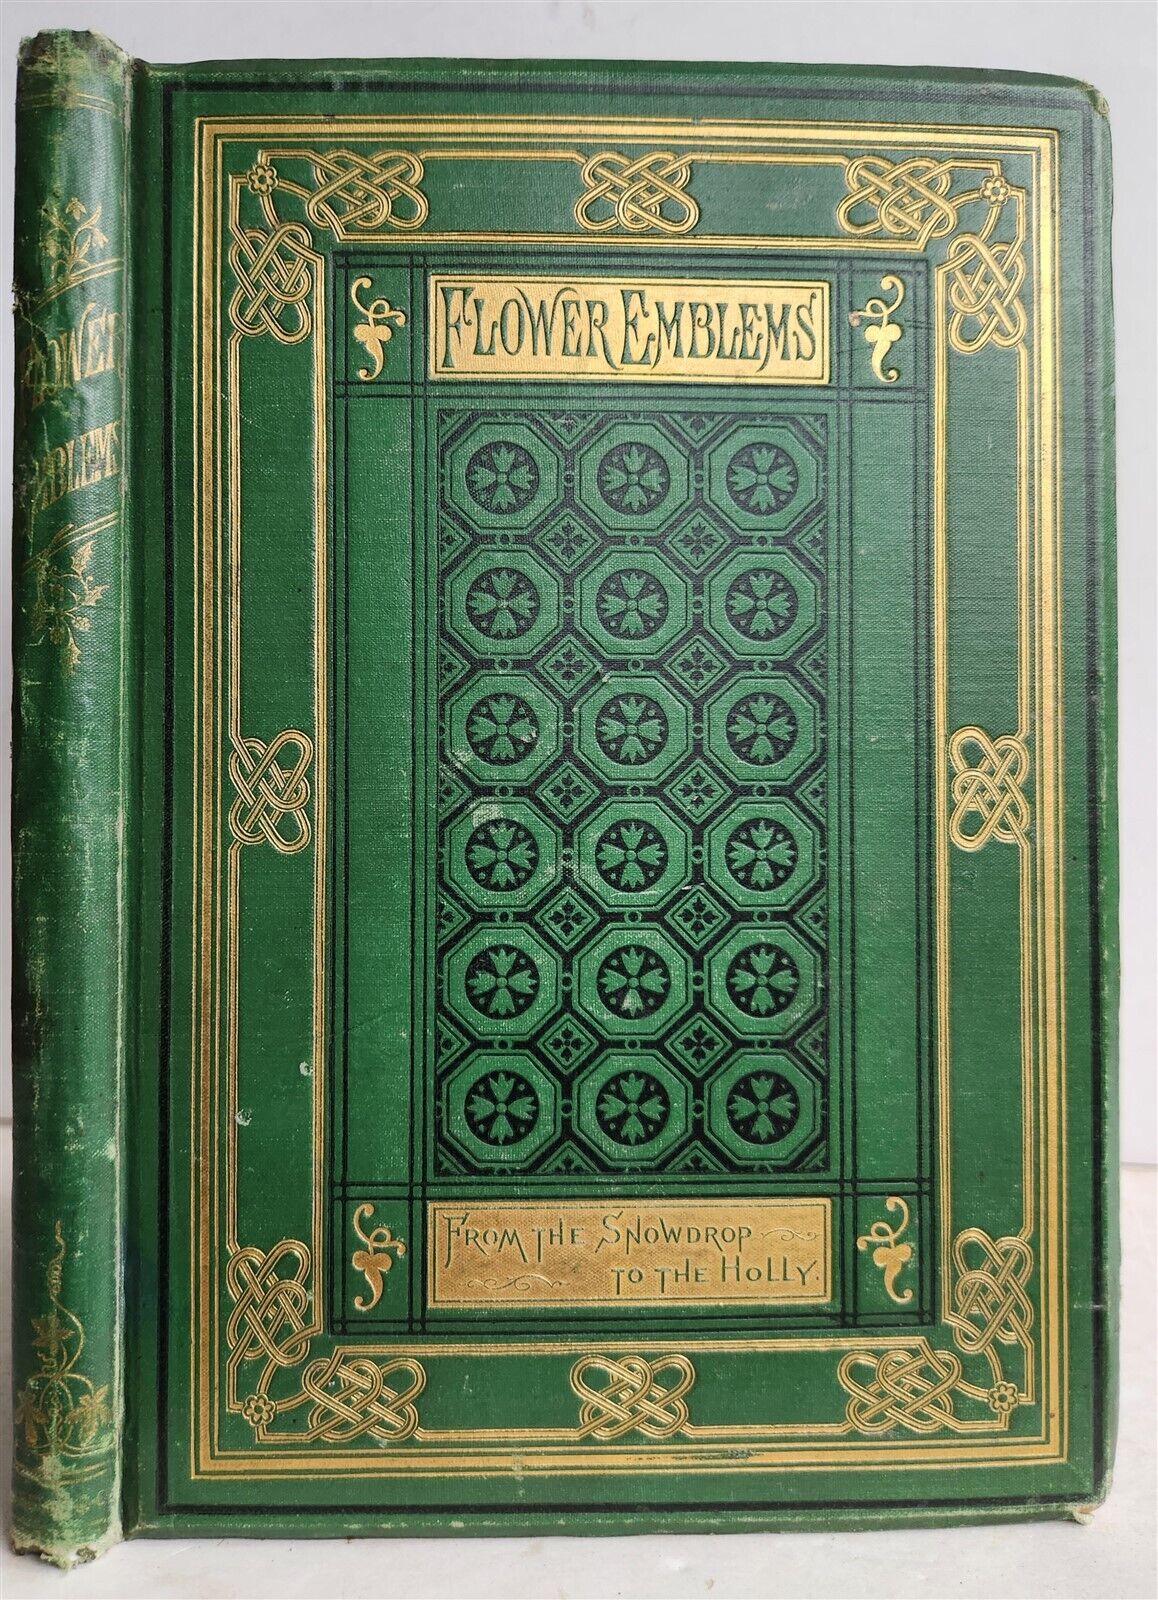 FLOWER
EMBLEMS
FLOWER EMBLEMS
FROM THE SNOWDROP
TO THE HOLLY.